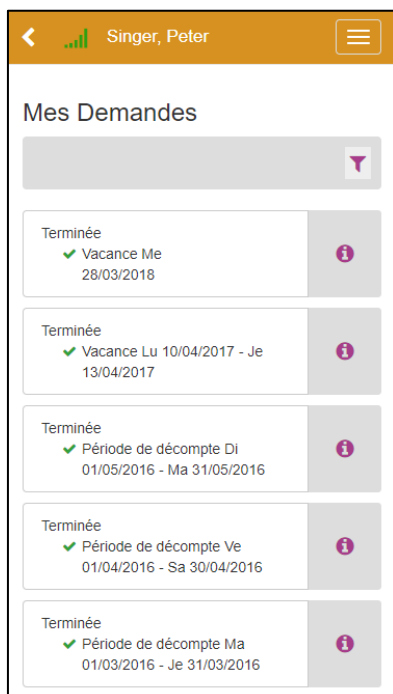 Singer, Peter
Mes Demandes
Terminée
Vacance Me
28/03/2018
Terminée
Vacance Lu 10/04/2017 - Je
13/04/2017
Terminée
Période de décompte Di
01/05/2016 - Ma 31/05/2016
Terminée
Période de décompte Ve
01/04/2016 - Sa 30/04/2016
Terminée
Période de décompte Ma
01/03/2016 - Je 31/03/2016